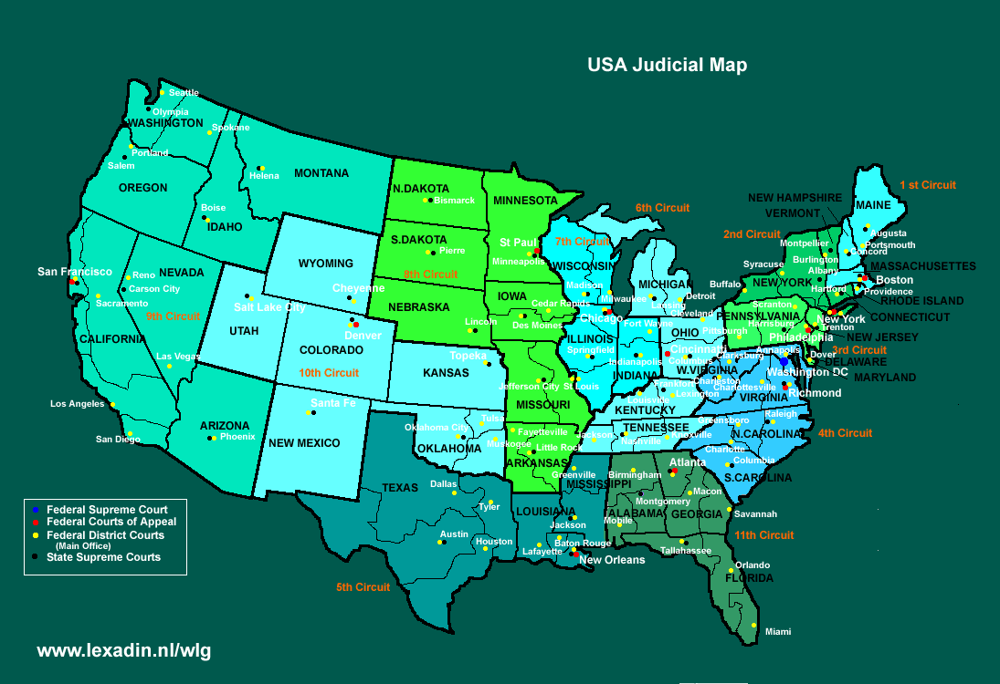 USA Judicial Map
Seattle
Olympia
WASHINGTON
Spokane
Portland
Salem
OREGON
Helena
MONTANA
Boise
IDAHO
N.DAKOTA
Bismarck
MINNESOTA
S.DAKOTA
Pierre
St Paul
Minneapolis
7th Circuit
6th Circuit
WISCONSIN
Madison
Milwaukee
MICHIGAN
Lansing
Detroit
1 st Circuit
NEW HAMPSHIRE
VERMONT
MAINE
2nd Circuit
Augusta
Montpellier
Portsmouth
Concord
Burlington
Syracuse
Albany
MASSACHUSETTS
Boston
Buffalo
NEW YORK
Hartford
Providence
RHODE ISLAND
CONNECTICUT
Scranton
PENNSYLVANIA
New York
Harrisburg
Trenton
Pittsburgh
Philadelphia
NEW JERSEY
3rd Circuit
Annapolis
Dover
DELAWARE
Washington DC
MARYLAND
San Francisco
Reno
NEVADA
Carson City
Sacramento
9th Circuit
CALIFORNIA
Las Vegas
Los Angeles
San Diego
ARIZONA
Phoenix
WYOMING
Cheyenne
Salt Lake City
UTAH
Denver
COLORADO
10th Circuit
Santa Fe
NEW MEXICO
8th Circuit
NEBRASKA
Lincoln
IOWA
Cedar Rapids
Des Moines
Topeka
KANSAS
Jefferson City
St Louis
MISSOURI
Chicago
ILLINOIS
Springfield
Fort Wayne
Indianapolis
INDIANA
Cleveland
OHIO
Cincinnati
Columbus
W.VIRGINIA
Charleston
Charlottesville
Richmond
VIRGINIA
Frankfort
Lexington
Louisville
KENTUCKY
TENNESSEE
Jackson
Nashville
Knoxville
Greensboro
Raleigh
N.CAROLINA
4th Circuit
Charlotte
Columbia
S.CAROLINA
Oklahoma City
Tulsa
Muskogee
OKLAHOMA
Fayetteville
Little Rock
ARKANSAS
TEXAS
Dallas
Tyler
Austin
Houston
5th Circuit
Greenville
MISSISSIPPI
LOUISIANA
Jackson
Baton Rouge
Lafayette
New Orleans
Birmingham
Atlanta
Macon
Montgomery
ALABAMA
GEORGIA
Mobile
Savannah
11th Circuit
Tallahassee
Orlando
FLORIDA
Miami
Federal Supreme Court
Federal Courts of Appeal
Federal District Courts
(Main Office)
State Supreme Courts
www.lexadin.nl/wlg